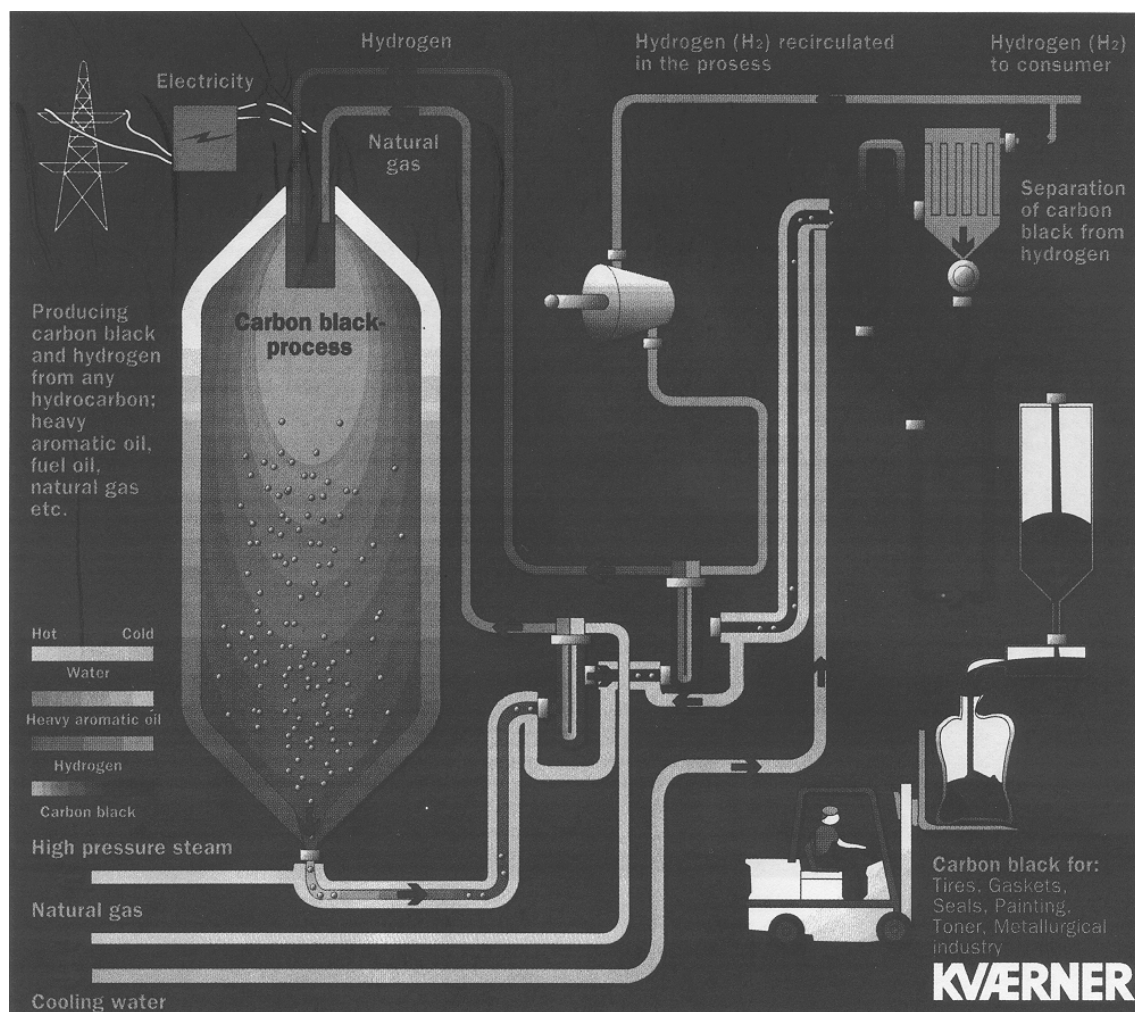 Hydrogen
Hydrogen (H2) recirculated
in the prosess
Hydrogen (H2)
to consumer
Electricity
Natural
gas
Separation
of carbon
black from
hydrogen
Producing
carbon black
and hydrogen
from any
hydrocarbon;
heavy
aromatic oil,
fuel oil,
natural gas
etc.
Carbon black-
process
Hot Cold
Water
Heavy aromatic oil
Hydrogen
Carbon black
High pressure steam
Natural gas
Cooling water
Carbon black for:
Tires, Gaskets,
Seals, Painting,
Toner, Metallurgical
industry
KVÆRNER